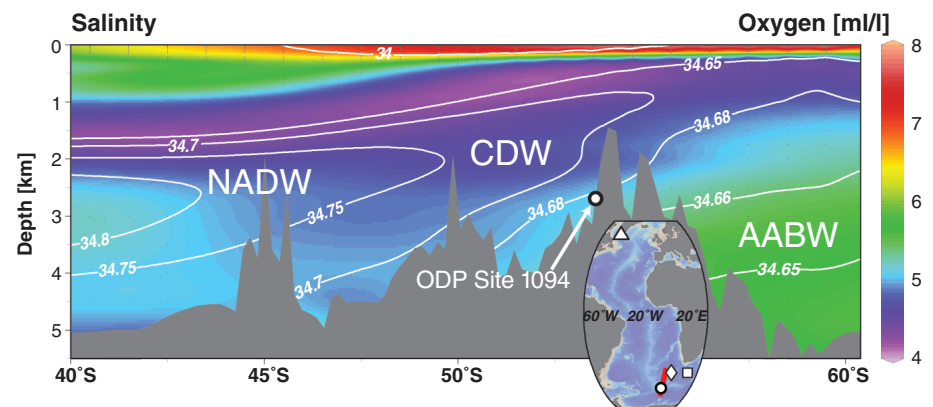 Salinity
Oxygen [ml/l]
0
1
2
3
4
5
Depth [km]
34
34.65
34.7
34.68
34.75
34.8
34.75
34.7
34.68
34.66
34.65
NADW
CDW
AABW
ODP Site 1094
60°W 20°W 20°E
40°S
45°S
50°S
60°S
8
7
6
5
4